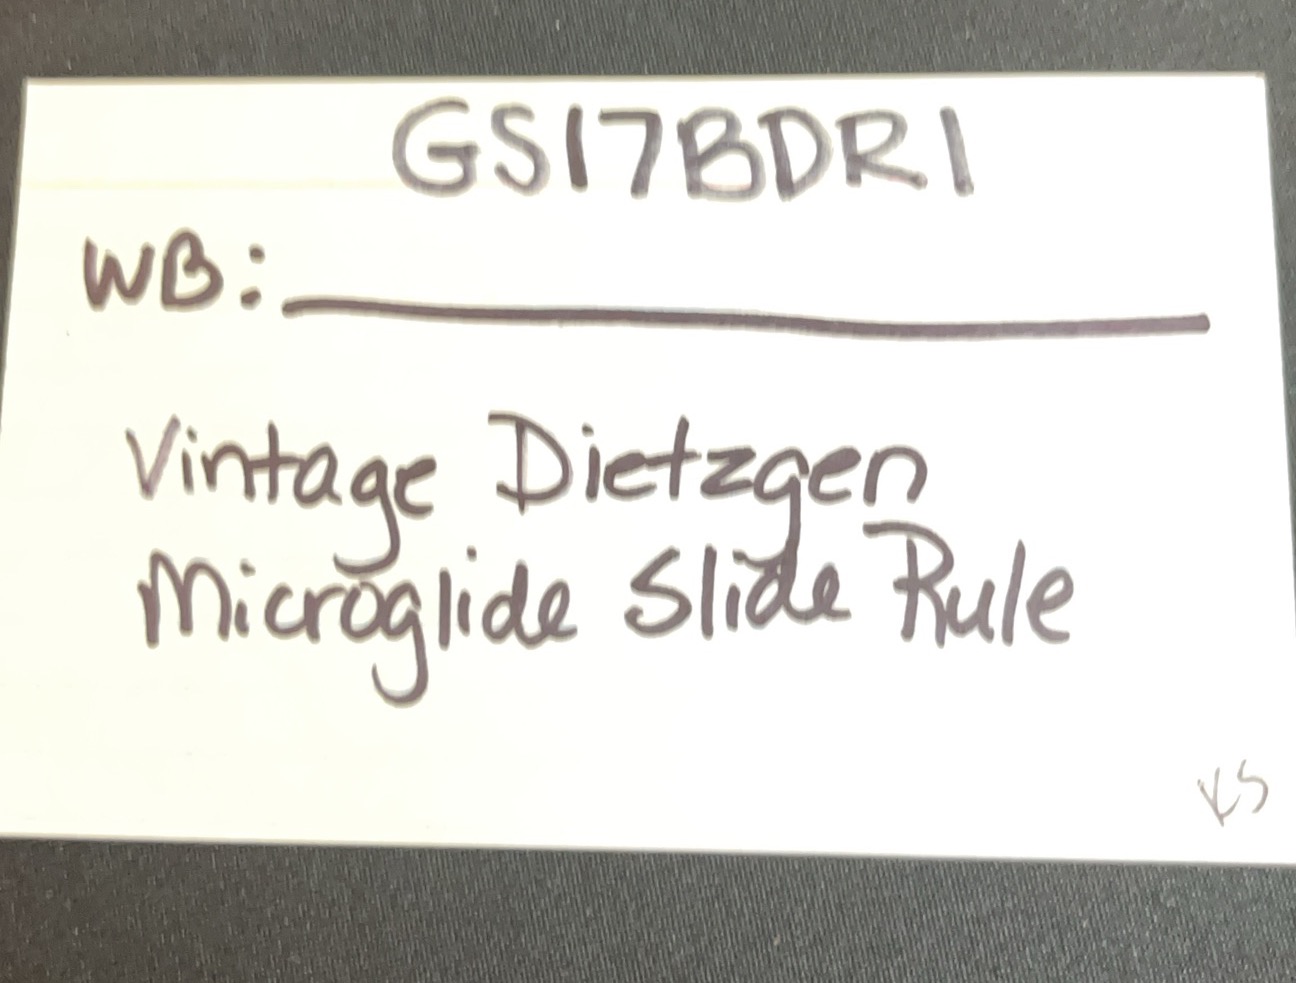 GS17BDR1
WB:
Vintage Dietzgen
Microglide Slide Rule
KS